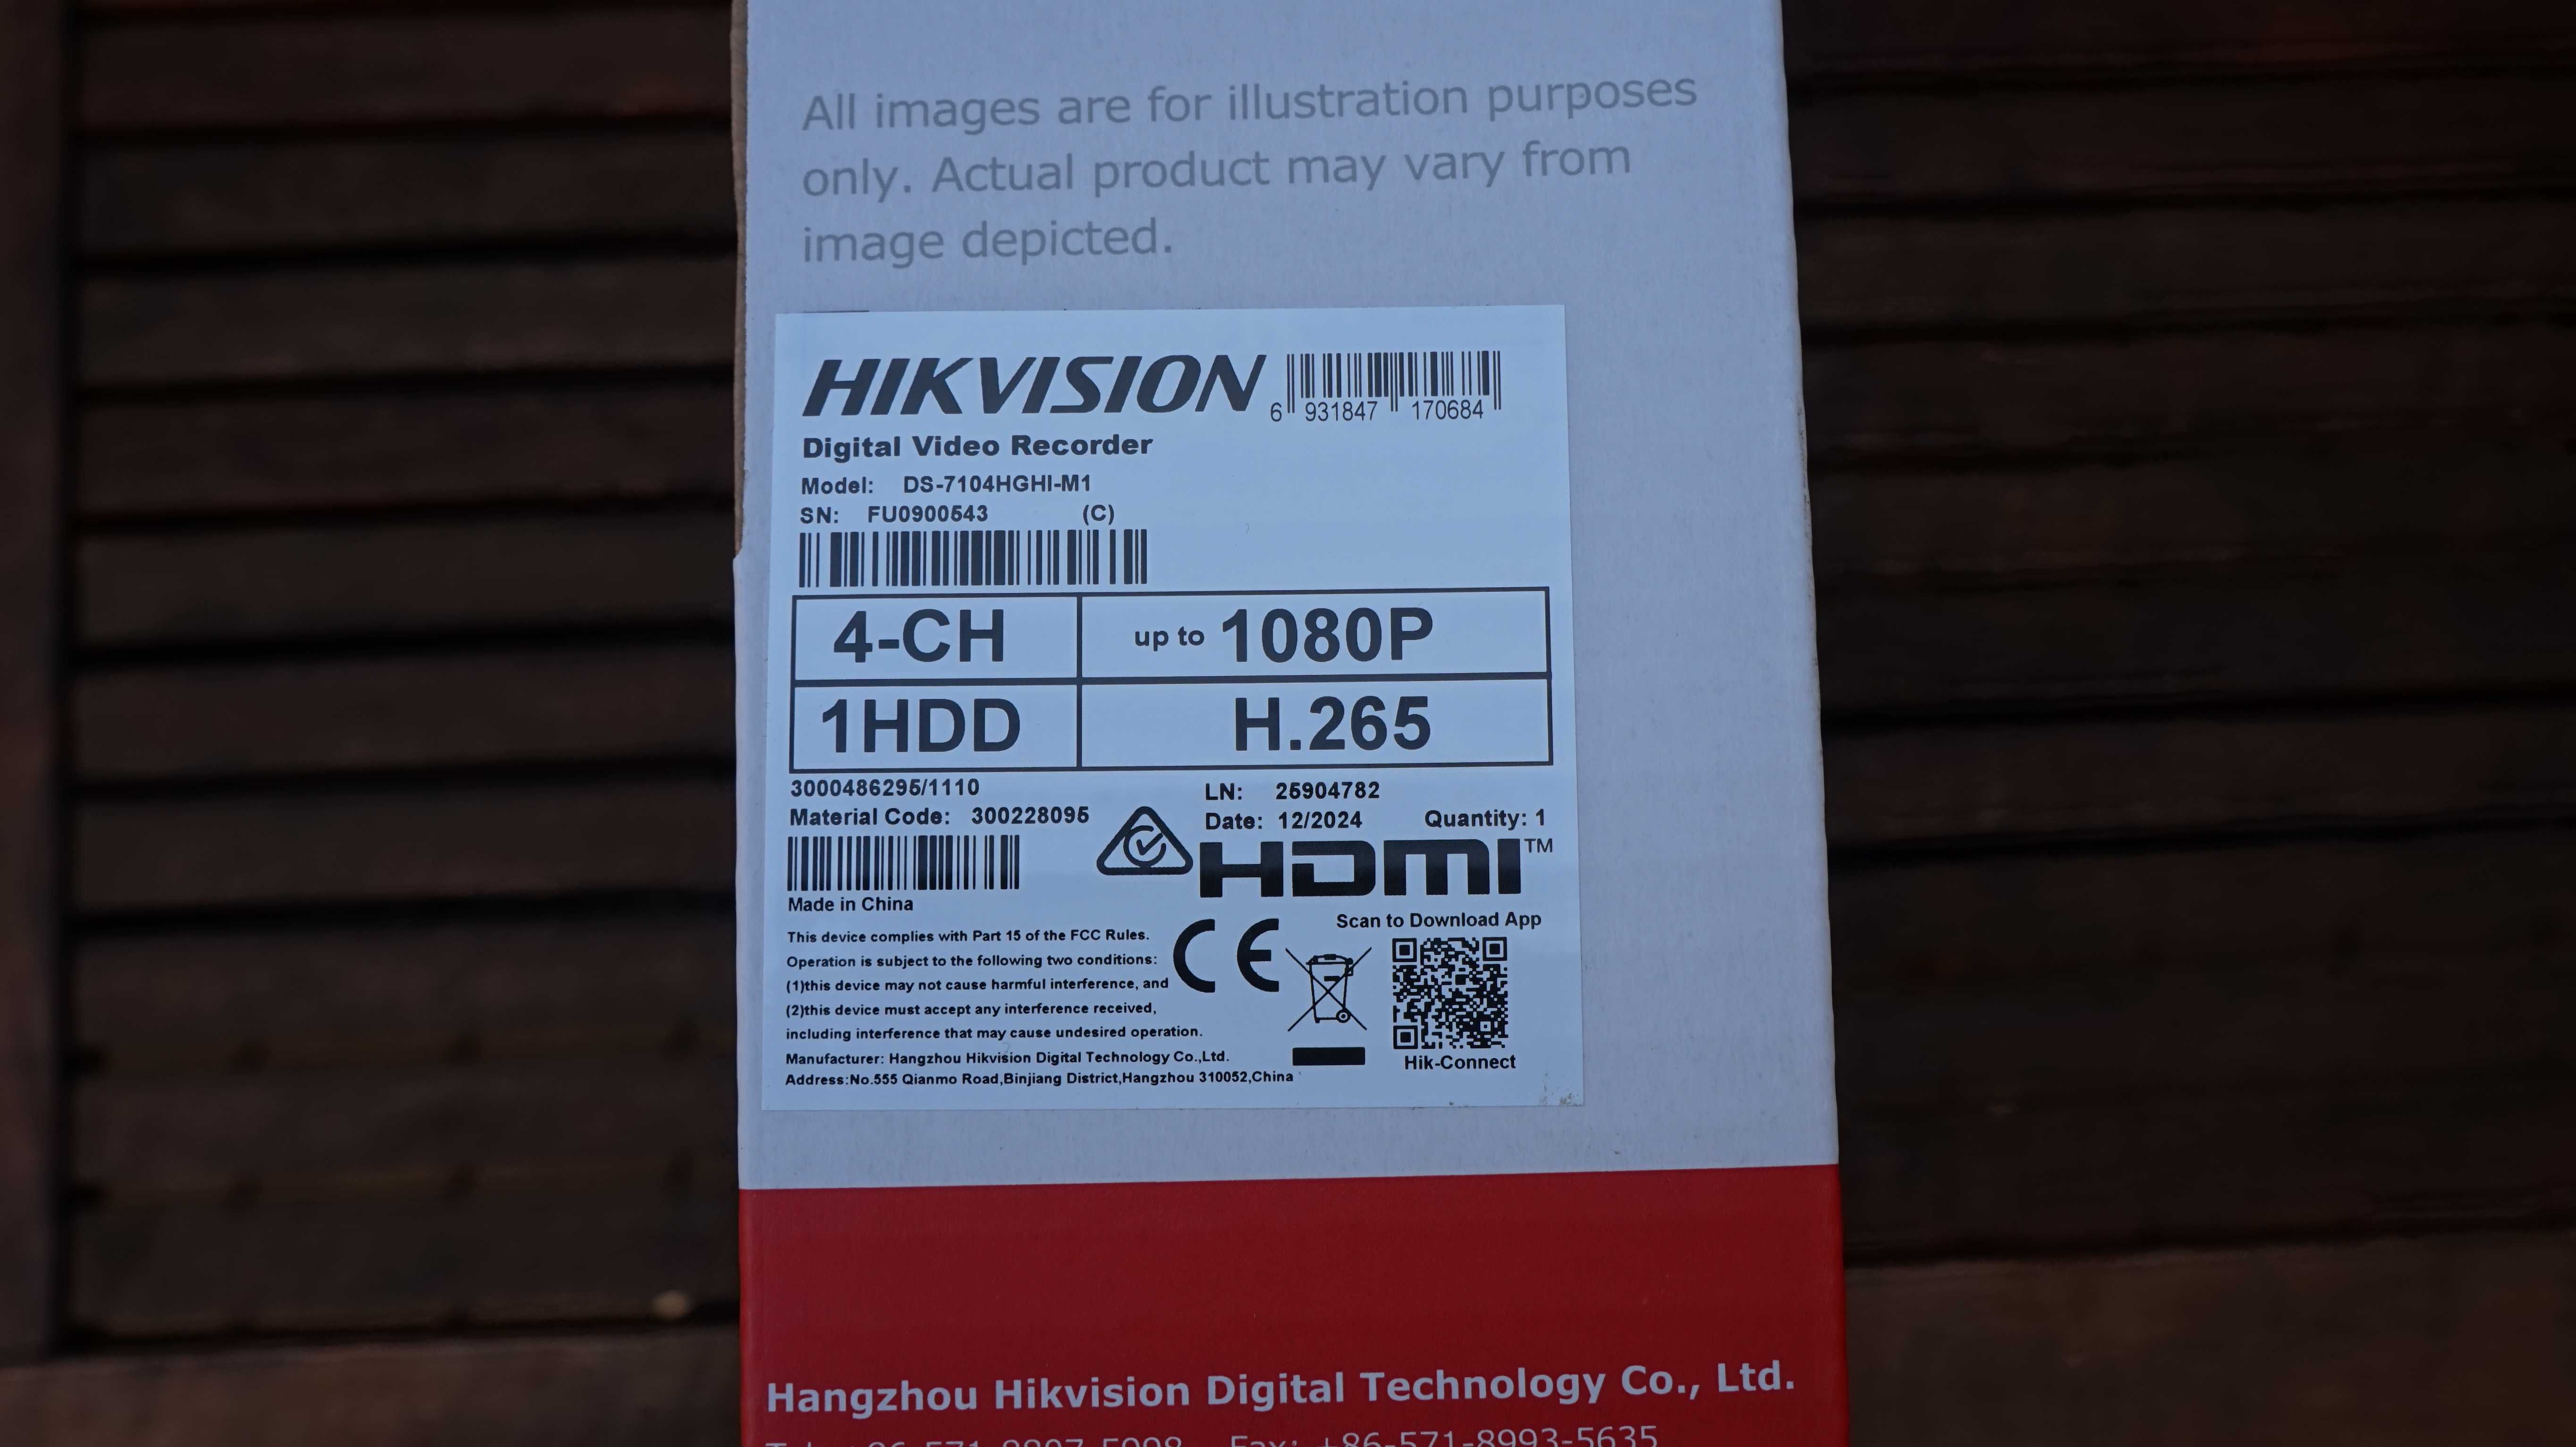 All images are for illustration purposes
only. Actual product may vary from
image depicted.
HIKVISION
6 931847 170684
Digital Video Recorder
Model: DS-7104HGHI-M1
SN: FU0900543 (C)
4-CH up to 1080P
1HDD H.265
3000486295/1110 LN: 25904782
Material Code: 300228095 Date: 12/2024 Quantity: 1
HDMI™
Made in China
Scan to Download App
This device complies with Part 15 of the FCC Rules.
CE
Operation is subject to the following two conditions:
(1)this device may not cause harmful interference, and
(2)this device must accept any interference received,
including interference that may cause undesired operation.
Manufacturer: Hangzhou Hikvision Digital Technology Co.,Ltd.
Hik-Connect
Address:No.555 Qianmo Road,Binjiang District,Hangzhou 310052,China
Hangzhou Hikvision Digital Technology Co., Ltd.
Fax: +86-571-8993-5635